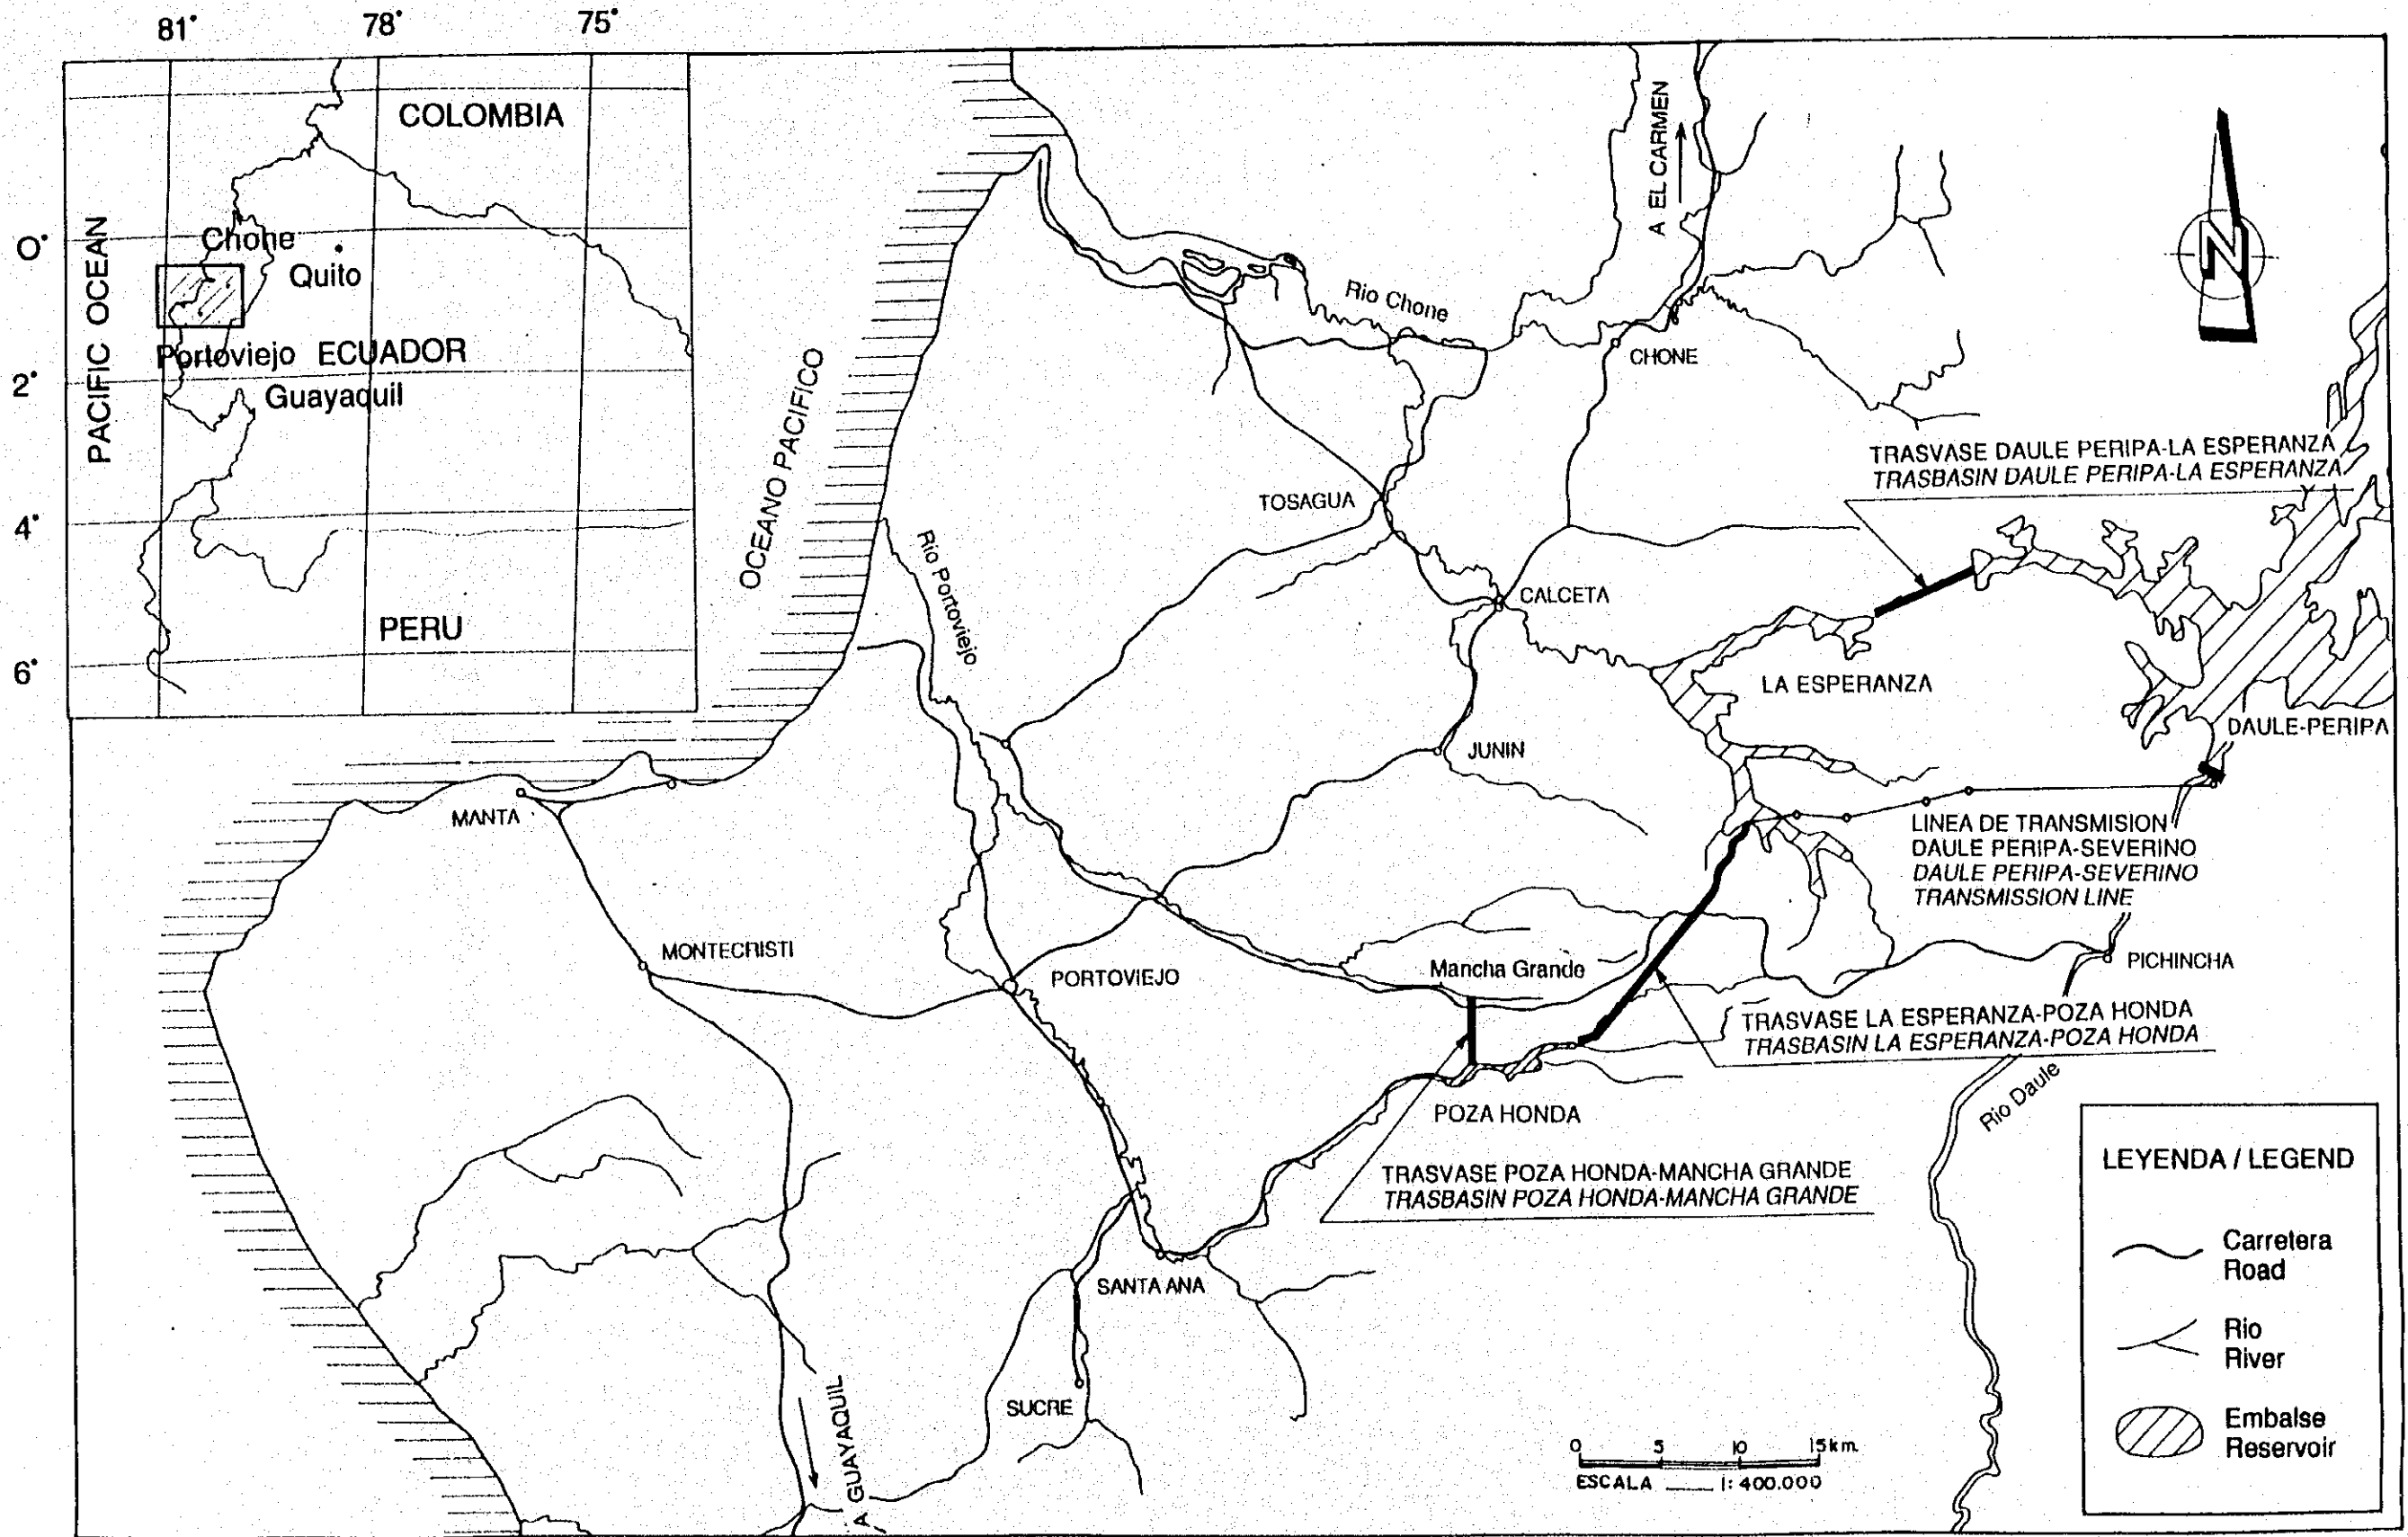 81°
78°
75°
0°
2°
4°
6°
PACIFIC OCEAN
COLOMBIA
Chone
Quito
Portoviejo ECUADOR
Guayaquil
PERU
OCEANO PACIFICO
A EL CARMEN
N
Rio Chone
CHONE
TRASVASE DAULE PERIPA-LA ESPERANZA
TRASBASIN DAULE PERIPA-LA ESPERANZA
TOSAGUA
Rio Portoviejo
CALCETA
LA ESPERANZA
DAULE-PERIPA
JUNIN
MANTA
LINEA DE TRANSMISION
DAULE PERIPA-SEVERINO
DAULE PERIPA-SEVERINO
TRANSMISSION LINE
MONTECRISTI
PORTOVIEJO
Mancha Grande
PICHINCHA
TRASVASE LA ESPERANZA-POZA HONDA
TRASBASIN LA ESPERANZA-POZA HONDA
POZA HONDA
Rio Daule
TRASVASE POZA HONDA-MANCHA GRANDE
TRASBASIN POZA HONDA-MANCHA GRANDE
SANTA ANA
SUCRE
A GUAYAQUIL
0 5 10 15 km.
ESCALA 1: 400.000
LEYENDA / LEGEND
Carretera
Road
Rio
River
Embalse
Reservoir